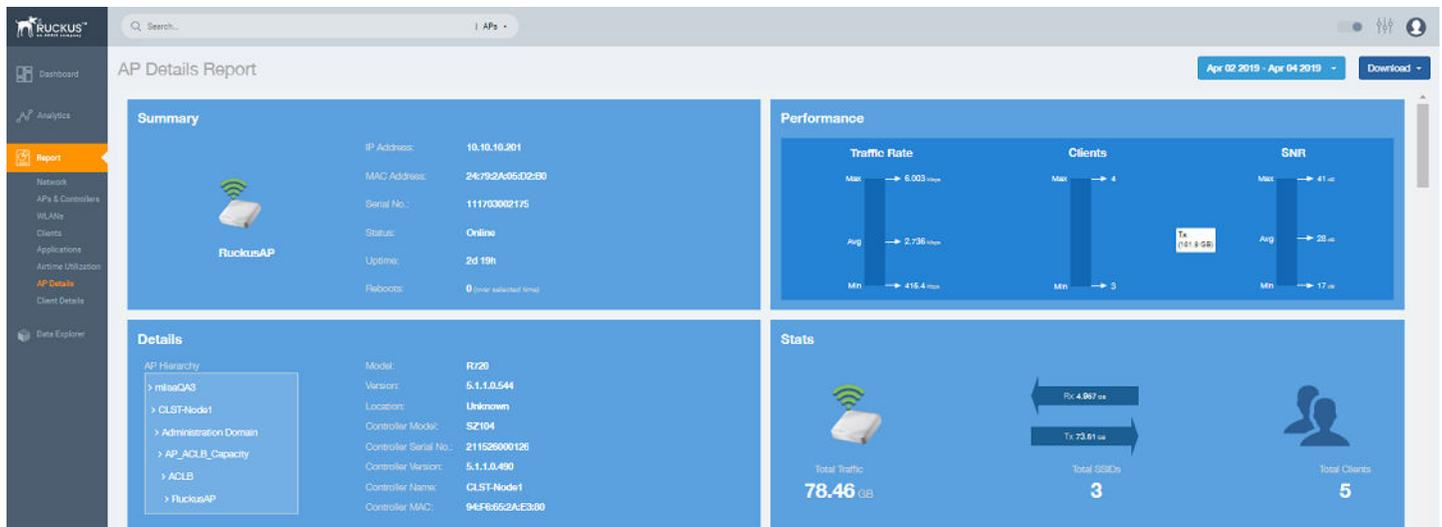 RUCKUS™
Search... | APs
Dashboard
Analytics
Report
Network
APs & Controllers
WLANs
Clients
Applications
Airtime Utilization
AP Details
Client Details
Data Explorer
AP Details Report
Apr 02 2019 - Apr 04 2019
Download
Summary
RuckusAP
IP Address: 10.10.10.201
MAC Address: 24:79:2A:05:D2:B0
Serial No.: 111703002175
Status: Online
Uptime: 2d 19h
Reboots: 0 (over selected time)
Performance
Traffic Rate
Max 6.003
Avg 2.736
Min 416.4
Clients
Max 4
Min 3
Tx
(161.9 GB)
SNR
Max 41
Avg 28
Min 17
Details
AP Hierarchy
> CLST-Node1
> Administration Domain
> AP_ACLB_Capacity
> ACLB
> RuckusAP
Model: R720
Version: 5.1.1.0.544
Location: Unknown
Controller Model: SZ104
Controller Serial No.: 211526000126
Controller Version: 5.1.1.0.490
Controller Name: CLST-Node1
Controller MAC: 94:F6:65:2A:E3:80
Stats
Total Traffic
78.46 GB
Rx 4.967 GB
Tx 73.51 GB
Total SSIDs
3
Total Clients
5